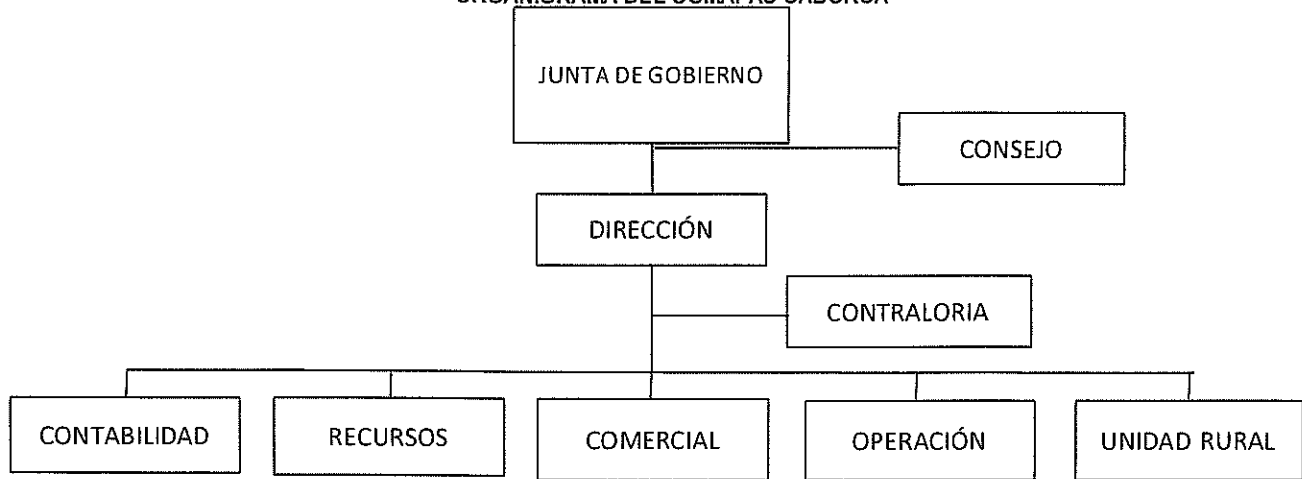 JUNTA DE GOBIERNO
CONSEJO
DIRECCIÓN
CONTRALORIA
CONTABILIDAD
RECURSOS
COMERCIAL
OPERACIÓN
UNIDAD RURAL